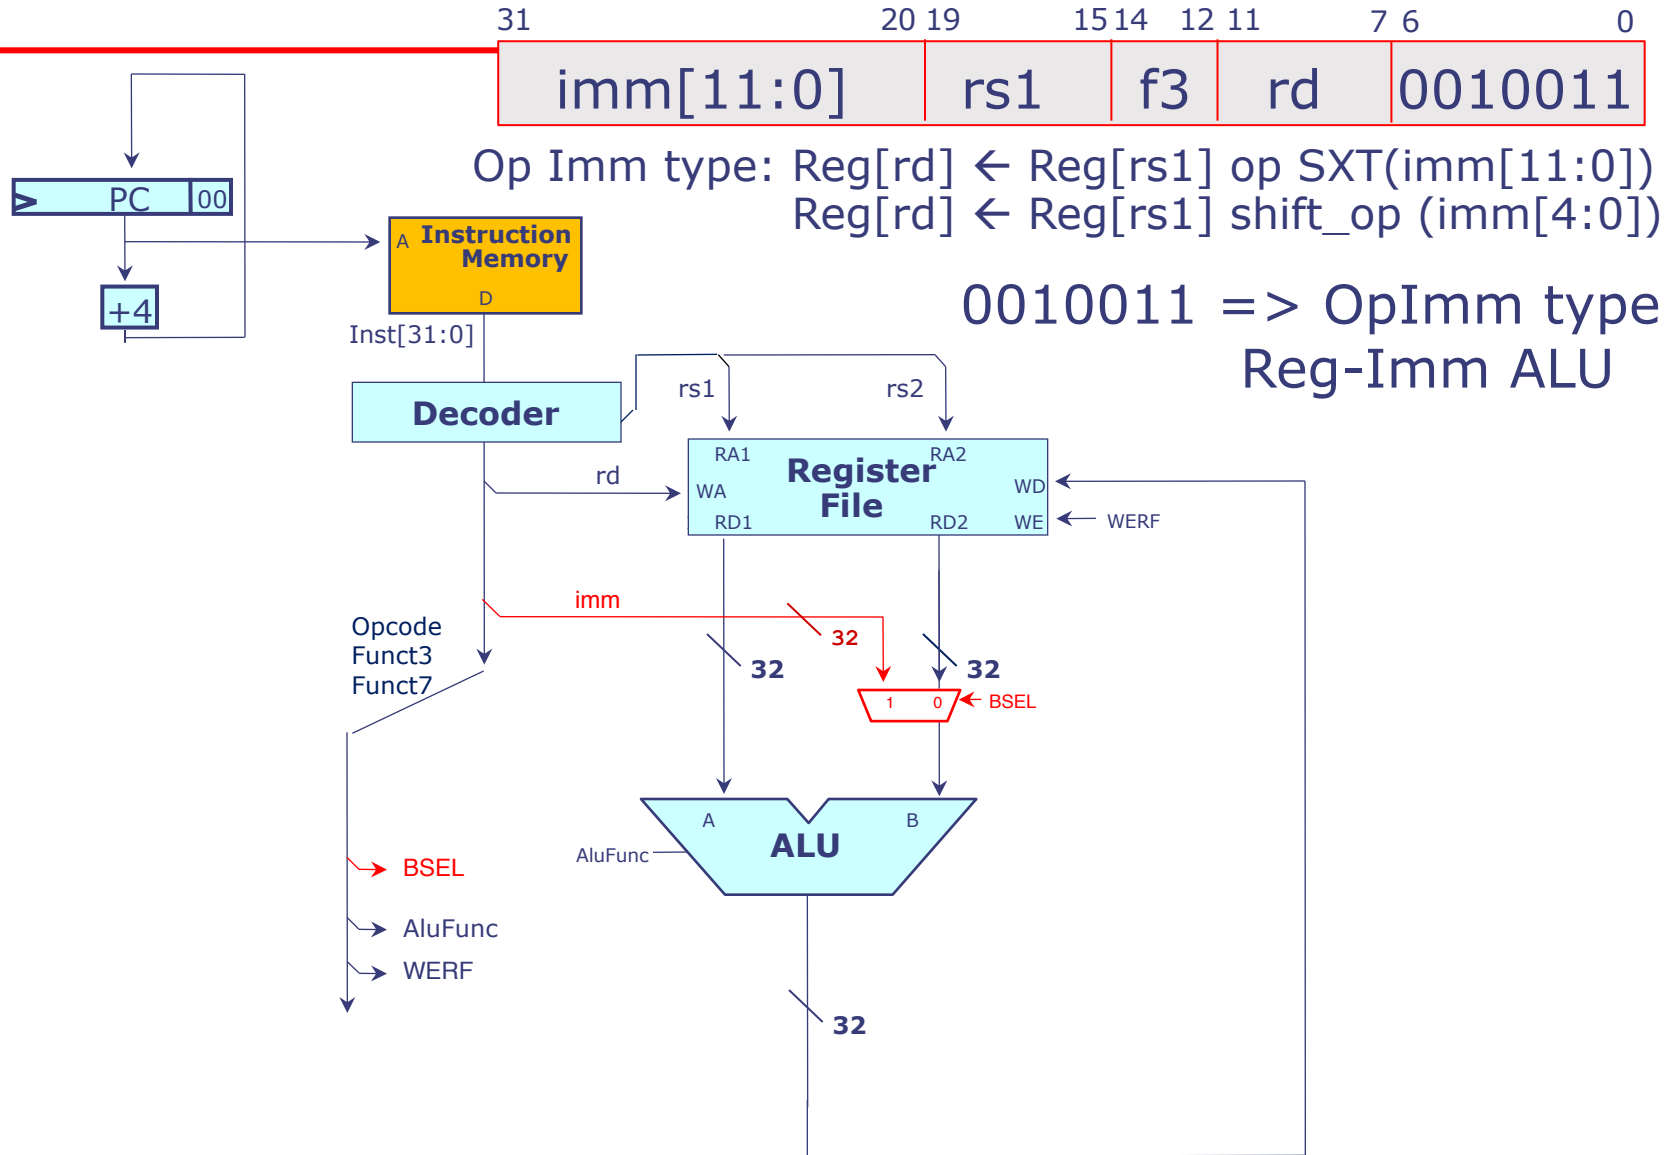 31 20 19 15 14 12 11 7 6 0
imm[11:0] rs1 f3 rd 0010011
Op Imm type: Reg[rd] ← Reg[rs1] op SXT(imm[11:0])
Reg[rd] ← Reg[rs1] shift_op (imm[4:0])
PC 00
+4
A Instruction
Memory
D
Inst[31:0]
0010011 => OpImm type
Reg-Imm ALU
Decoder
rs1 rs2
rd
RA1 RA2
Register
File
WA WD
RD1 RD2 WE
WERF
imm
32
32
32
Opcode
Funct3
Funct7
1 0
BSEL
A B
ALU
AluFunc
BSEL
AluFunc
WERF
32